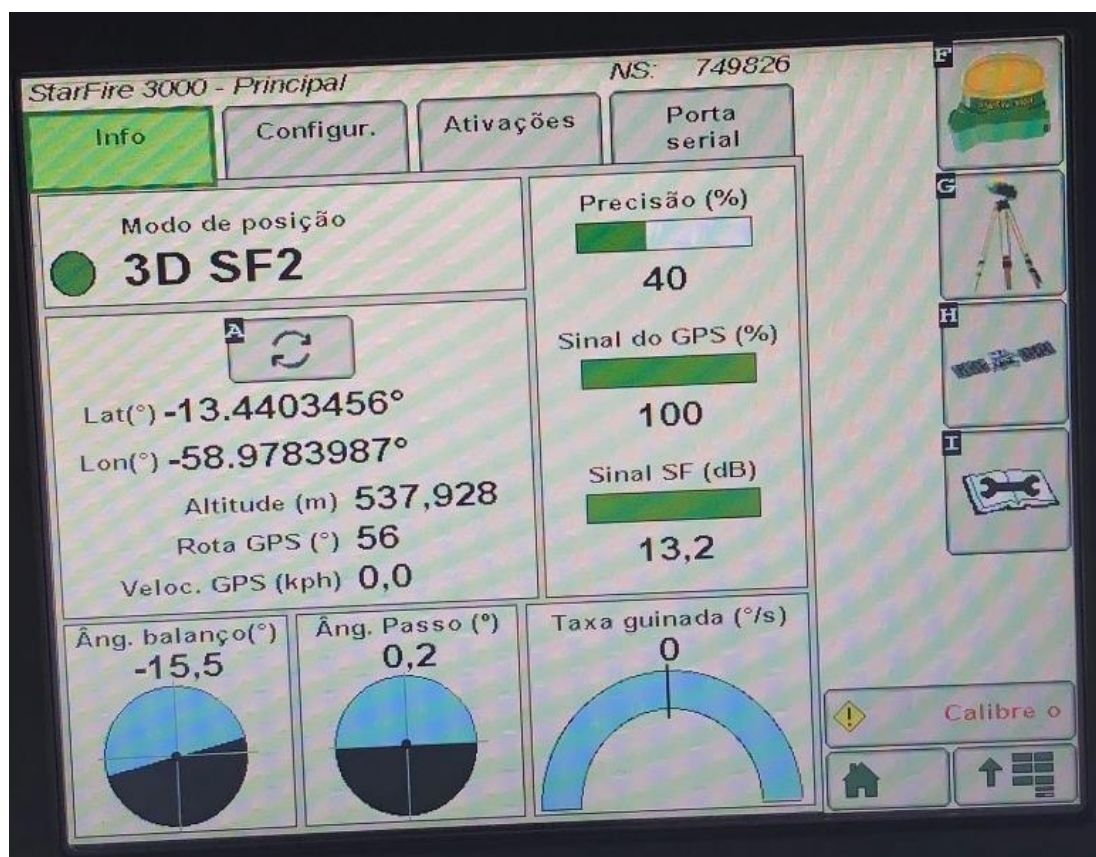 StarFire 3000 - Principal
NS: 749826
Info
Configur.
Ativações
Porta
serial
Modo de posição
3D SF2
Precisão (%)
40
A
Lat(°) -13.4403456°
Lon(°) -58.9783987°
Altitude (m) 537,928
Rota GPS (°) 56
Veloc. GPS (kph) 0,0
Sinal do GPS (%)
100
Sinal SF (dB)
13,2
Âng. balanço(°)
-15,5
Âng. Passo (°)
0,2
Taxa guinada (°/s)
0
F
G
H
I
Calibre o